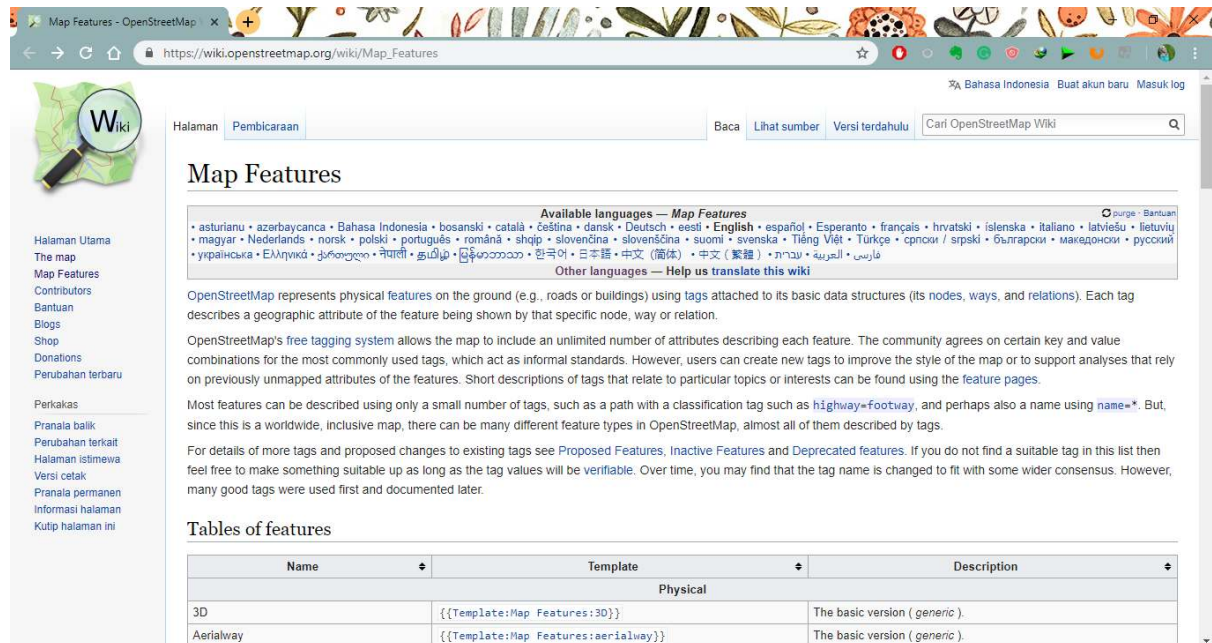 Map Features - OpenStreetMap
https://wiki.openstreetmap.org/wiki/Map_Features
Bahasa Indonesia Buat akun baru Masuk log
Wiki
Halaman Pembicaraan Baca Lihat sumber Versi terdahulu Cari OpenStreetMap Wiki
Map Features
Available languages — Map Features purge · Bantuan
• asturianu • azərbaycanca • Bahasa Indonesia • bosanski • català • čeština • dansk • Deutsch • eesti • English • español • Esperanto • français • hrvatski • íslenska • italiano • latviešu • lietuvių
• magyar • Nederlands • norsk • polski • português • română • shqip • slovenčina • slovenščina • suomi • svenska • Tiếng Việt • Türkçe • српски / srpski • български • македонски • русский
• українська • Ελληνικά • ქართული • नेपाली • தமிழ் • မြန်မာဘာသာ • 한국어 • 日本語 • 中文（简体） • 中文（繁體） • עברית • العربية • فارسی
Other languages — Help us translate this wiki
OpenStreetMap represents physical features on the ground (e.g., roads or buildings) using tags attached to its basic data structures (its nodes, ways, and relations). Each tag
describes a geographic attribute of the feature being shown by that specific node, way or relation.
OpenStreetMap's free tagging system allows the map to include an unlimited number of attributes describing each feature. The community agrees on certain key and value
combinations for the most commonly used tags, which act as informal standards. However, users can create new tags to improve the style of the map or to support analyses that rely
on previously unmapped attributes of the features. Short descriptions of tags that relate to particular topics or interests can be found using the feature pages.
Most features can be described using only a small number of tags, such as a path with a classification tag such as highway=footway, and perhaps also a name using name=*. But,
since this is a worldwide, inclusive map, there can be many different feature types in OpenStreetMap, almost all of them described by tags.
For details of more tags and proposed changes to existing tags see Proposed Features, Inactive Features and Deprecated features. If you do not find a suitable tag in this list then
feel free to make something suitable up as long as the tag values will be verifiable. Over time, you may find that the tag name is changed to fit with some wider consensus. However,
many good tags were used first and documented later.
Tables of features
Name Template Description
Physical
3D {{Template:Map Features:3D}} The basic version ( generic ).
Aerialway {{Template:Map Features:aerialway}} The basic version ( generic ).
Halaman Utama
The map
Map Features
Contributors
Bantuan
Blogs
Shop
Donations
Perubahan terbaru
Perkakas
Pranala balik
Perubahan terkait
Halaman istimewa
Versi cetak
Pranala permanen
Informasi halaman
Kutip halaman ini